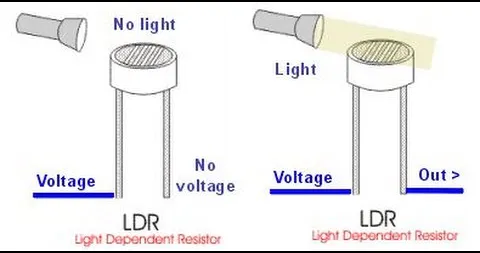 No light
Voltage
No
voltage
LDR
Light Dependent Resistor
Light
Voltage
Out >
LDR
Light Dependent Resistor